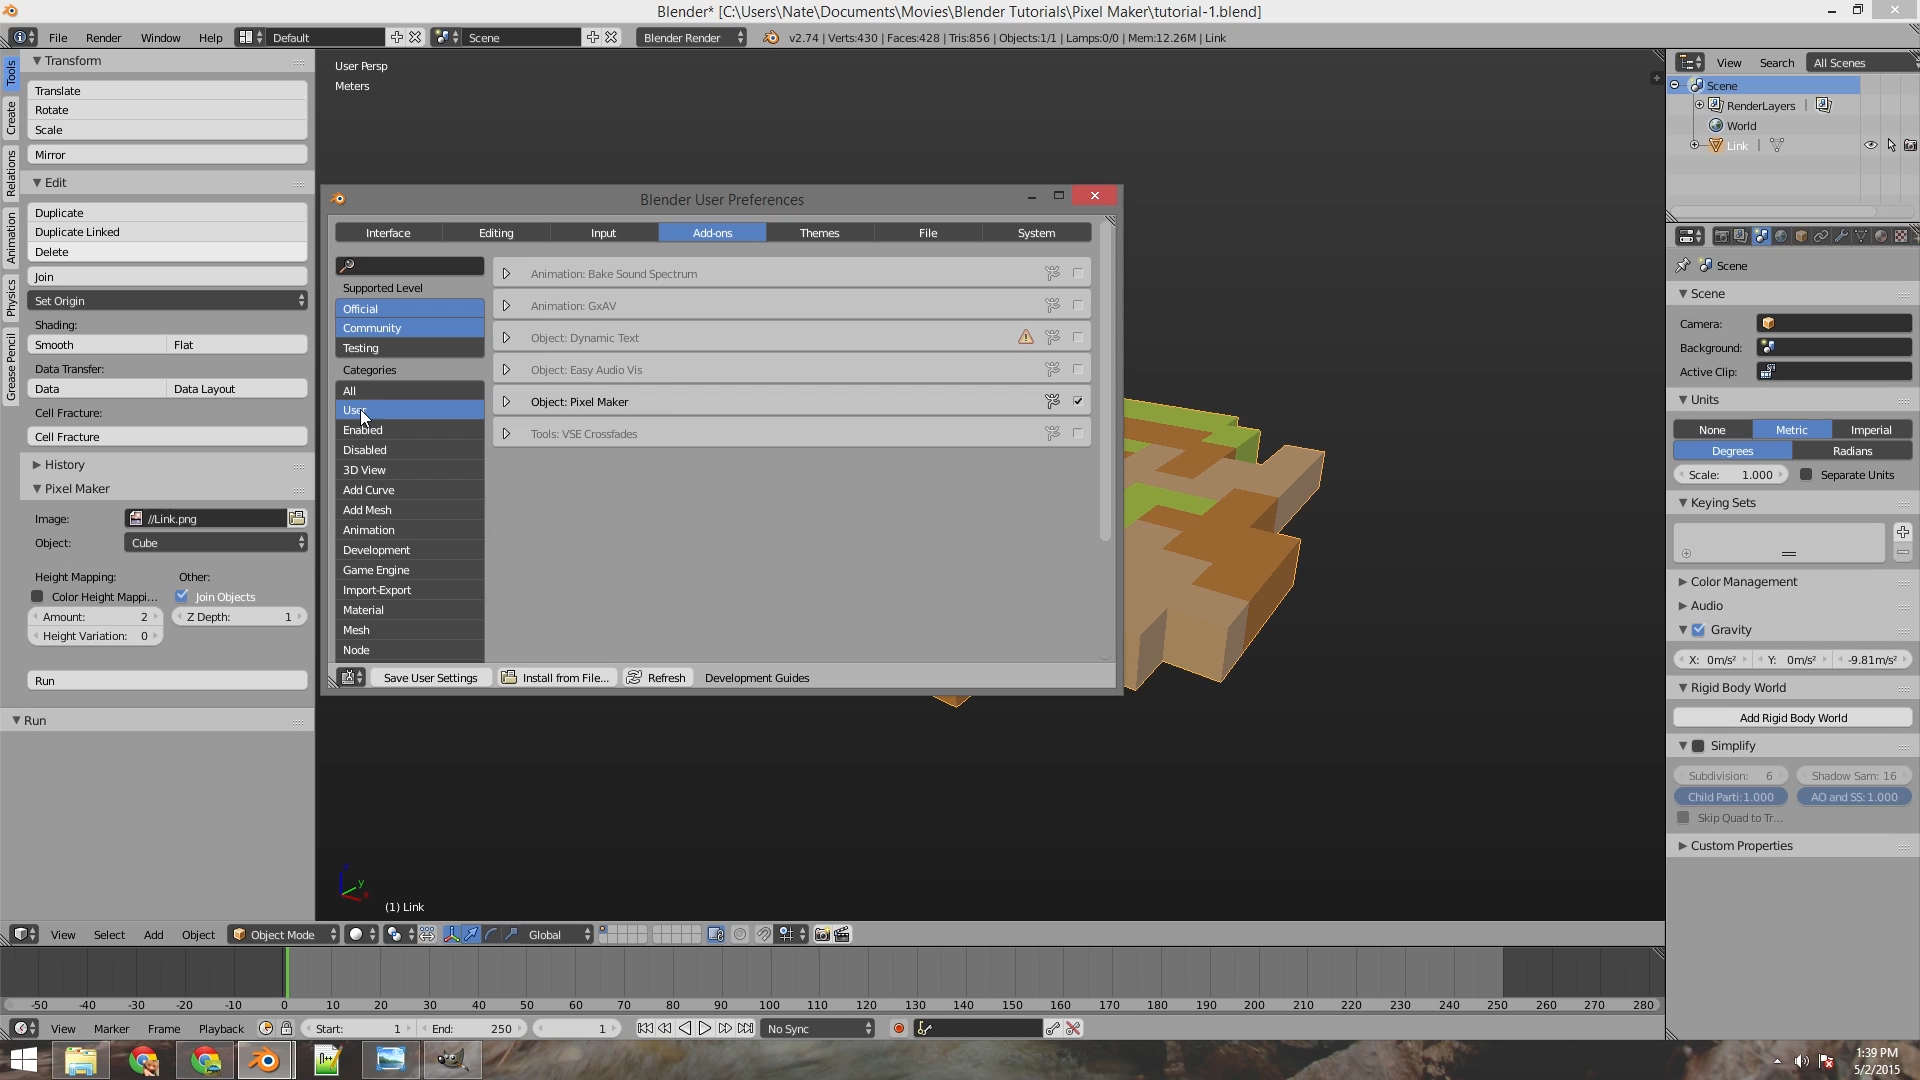 Blender* [C:\Users\Nate\Documents\Movies\Blender Tutorials\Pixel Maker\tutorial-1.blend]
File Render Window Help Default Scene Blender Render v2.74 | Verts:430 | Faces:428 | Tris:856 | Objects:1/1 | Lamps:0/0 | Mem:12.26M | Link
Tools
Create
Relations
Animation
Physics
Grease Pencil
Transform
Translate
Rotate
Scale
Mirror
Edit
Duplicate
Duplicate Linked
Delete
Join
Set Origin
Shading:
Smooth Flat
Data Transfer:
Data Data Layout
Cell Fracture:
Cell Fracture
History
Pixel Maker
Image: //Link.png
Object: Cube
Height Mapping: Other:
Color Height Mappi... Join Objects
Amount: 2 Z Depth: 1
Height Variation: 0
Run
Run
User Persp
Meters
Blender User Preferences
Interface Editing Input Add-ons Themes File System
Supported Level
Official
Community
Testing
Categories
All
User
Enabled
Disabled
3D View
Add Curve
Add Mesh
Animation
Development
Game Engine
Import-Export
Material
Mesh
Node
Animation: Bake Sound Spectrum
Animation: GxAV
Object: Dynamic Text
Object: Easy Audio Vis
Object: Pixel Maker
Tools: VSE Crossfades
Save User Settings Install from File... Refresh Development Guides
z
y
x
(1) Link
View Select Add Object Object Mode Global
-50 -40 -30 -20 -10 0 10 20 30 40 50 60 70 80 90 100 110 120 130 140 150 160 170 180 190 200 210 220 230 240 250 260 270 280
View Marker Frame Playback Start: 1 End: 250 1 No Sync
View Search All Scenes
Scene
RenderLayers |
World
Link |
Scene
Scene
Camera:
Background:
Active Clip:
Units
None Metric Imperial
Degrees Radians
Scale: 1.000 Separate Units
Keying Sets
Color Management
Audio
Gravity
X: 0m/s² Y: 0m/s² -9.81m/s²
Rigid Body World
Add Rigid Body World
Simplify
Subdivision: 6 Shadow Sam: 16
Child Parti:1.000 AO and SS: 1.000
Skip Quad to Tr...
Custom Properties
1:39 PM
5/2/2015